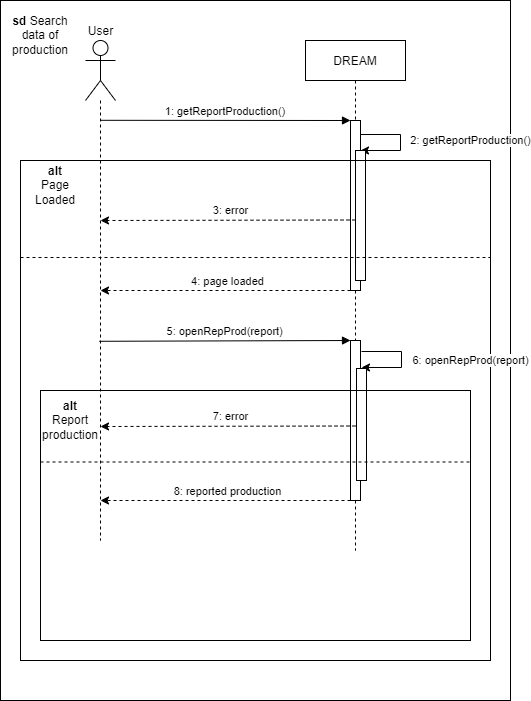 sd Search
data of
production
User
DREAM
1: getReportProduction()
2: getReportProduction()
alt
Page
Loaded
3: error
4: page loaded
5: openRepProd(report)
6: openRepProd(report)
alt
Report
production
7: error
8: reported production